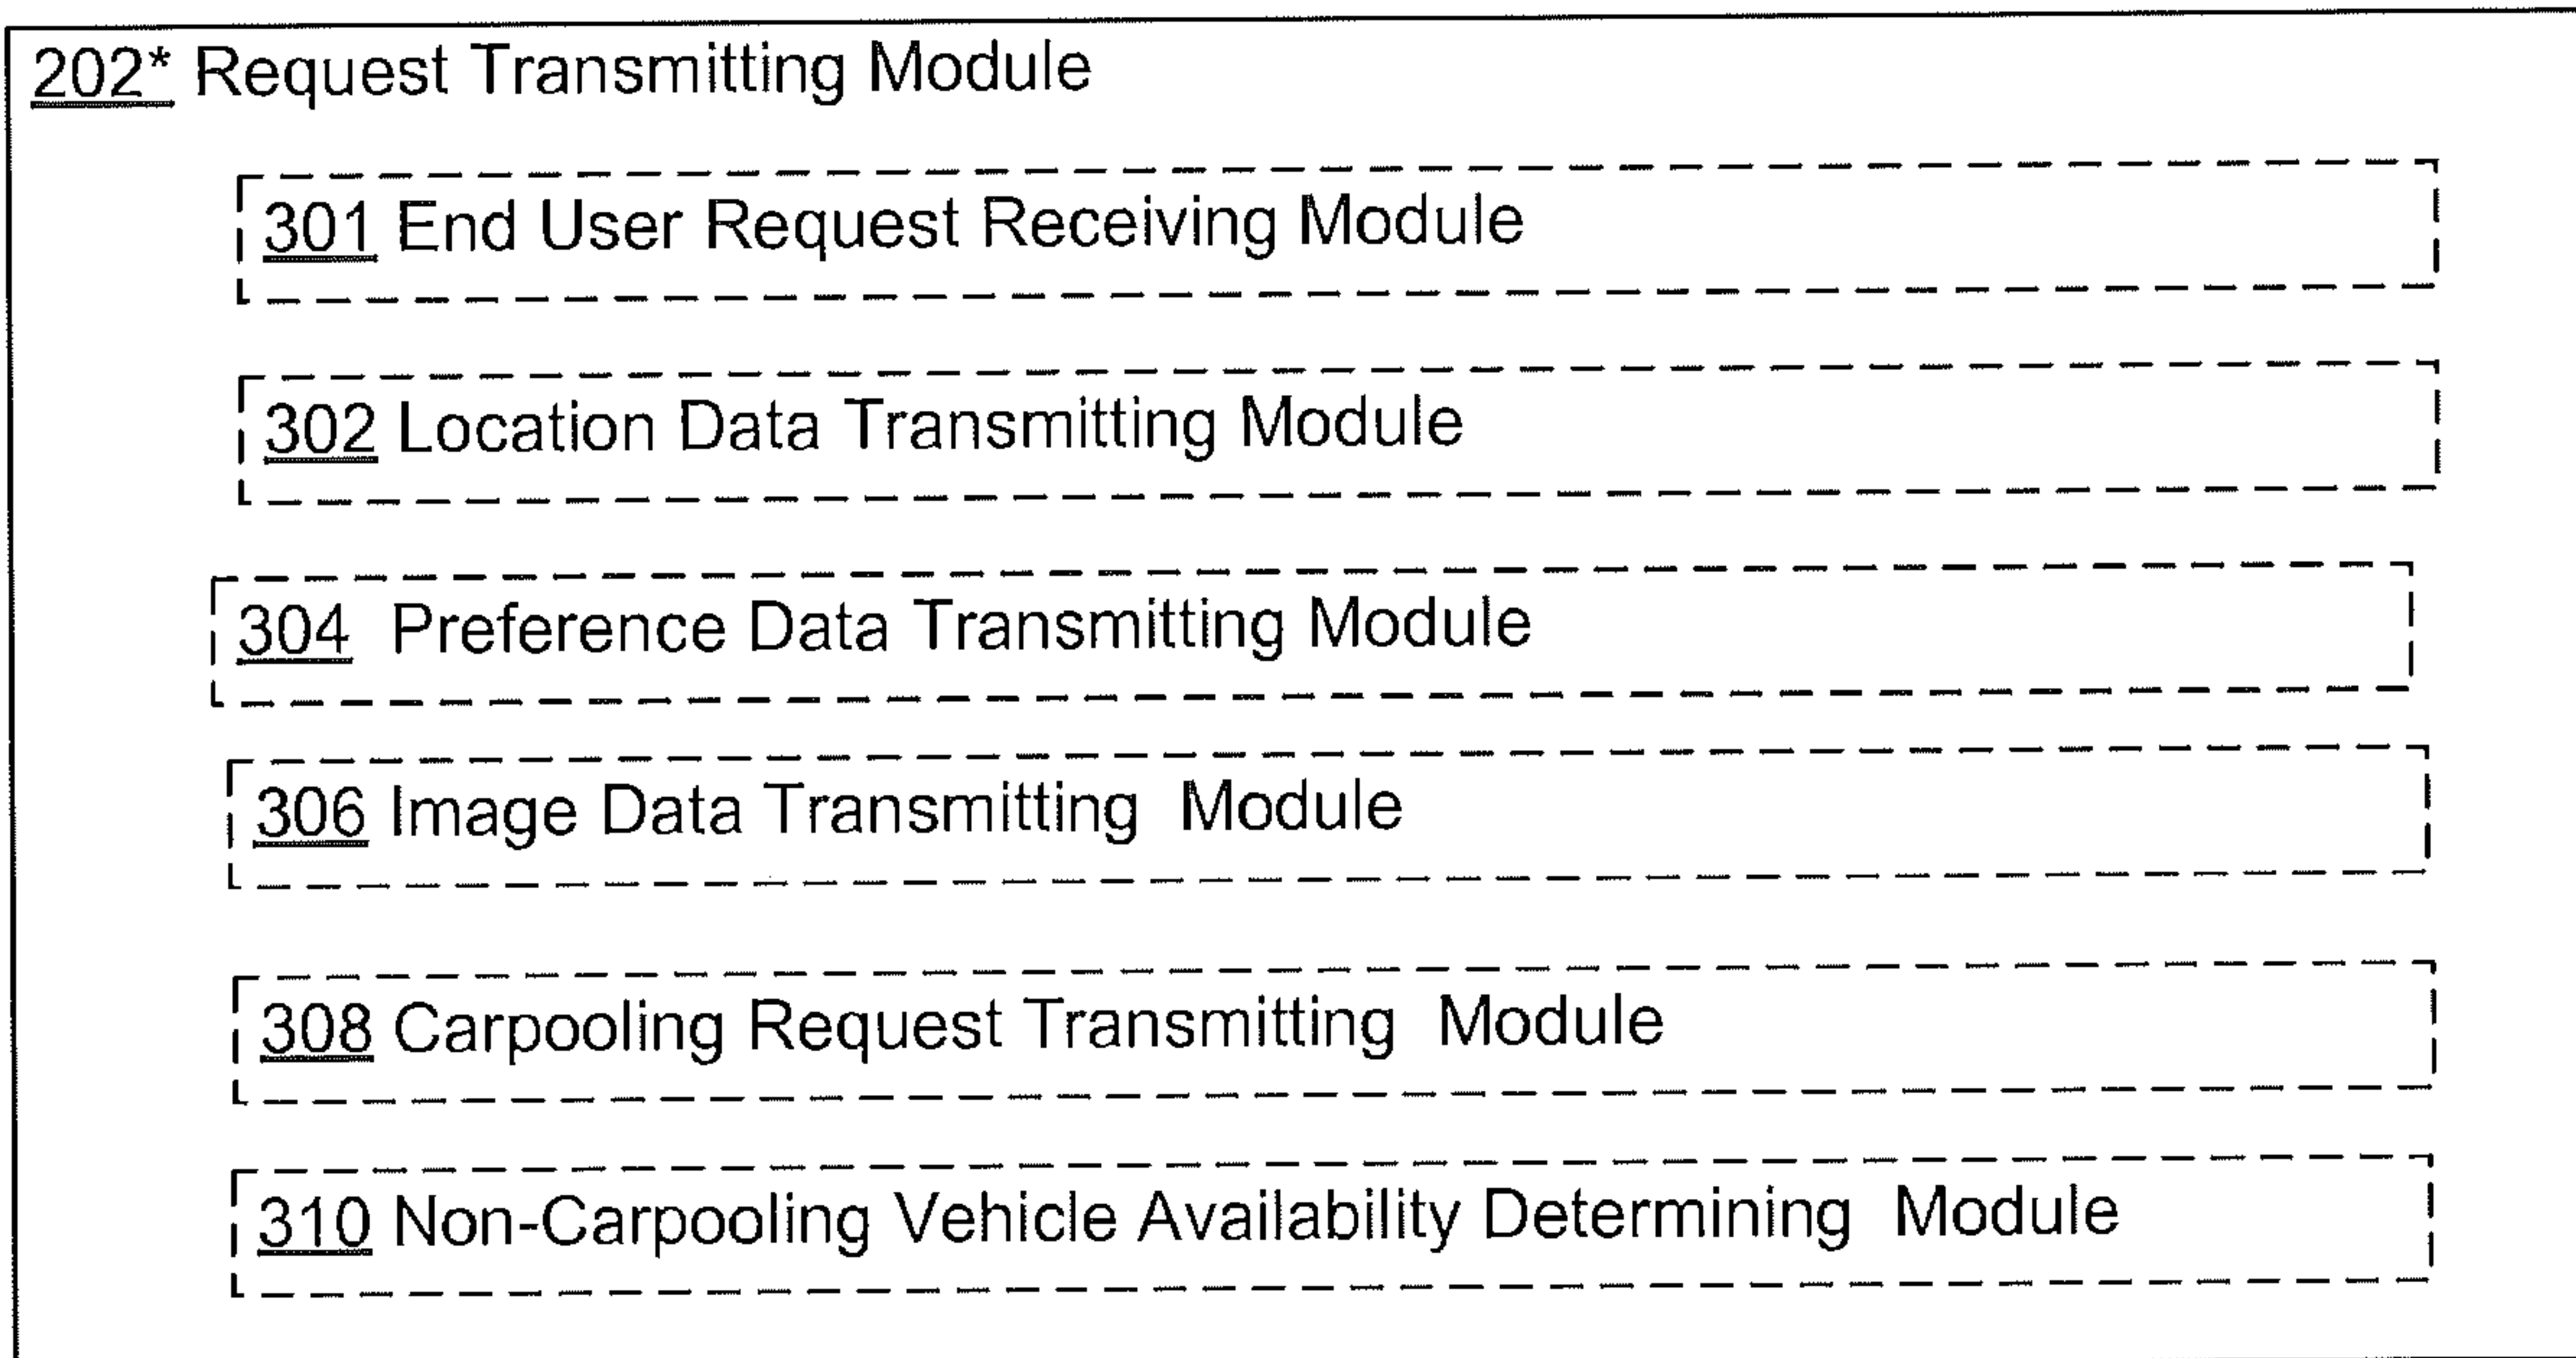 202* Request Transmitting Module
301 End User Request Receiving Module
302 Location Data Transmitting Module
304 Preference Data Transmitting Module
306 Image Data Transmitting Module
308 Carpooling Request Transmitting Module
310 Non-Carpooling Vehicle Availability Determining Module